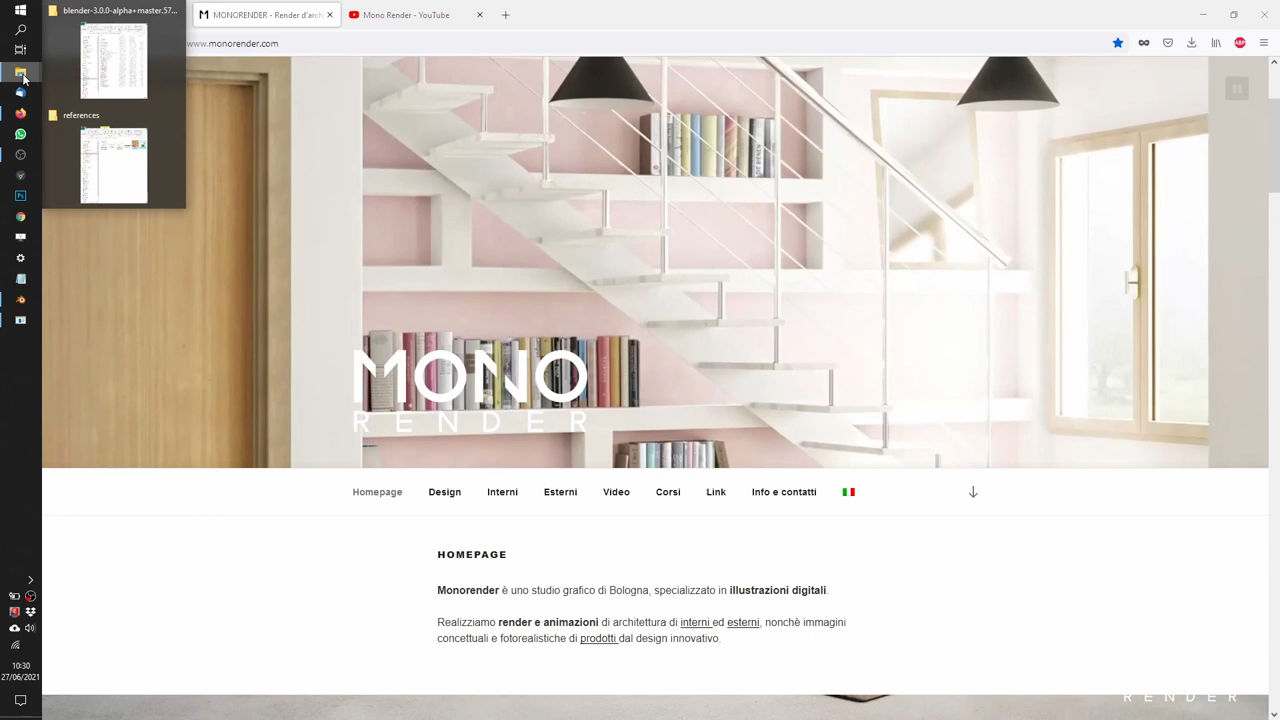 blender-3.0.0-alpha+master.57...
references
MONORENDER - Render d'arch
Mono Render - YouTube
www.monorender.com
ABP
MONO
RENDER
Ps
Homepage
Design
Interni
Esterni
Video
Corsi
Link
Info e contatti
HOMEPAGE
Monorender è uno studio grafico di Bologna, specializzato in illustrazioni digitali.
Realizziamo render e animazioni di architettura di interni ed esterni, nonchè immagini
concettuali e fotorealistiche di prodotti dal design innovativo.
RENDER
10:30
27/06/2021